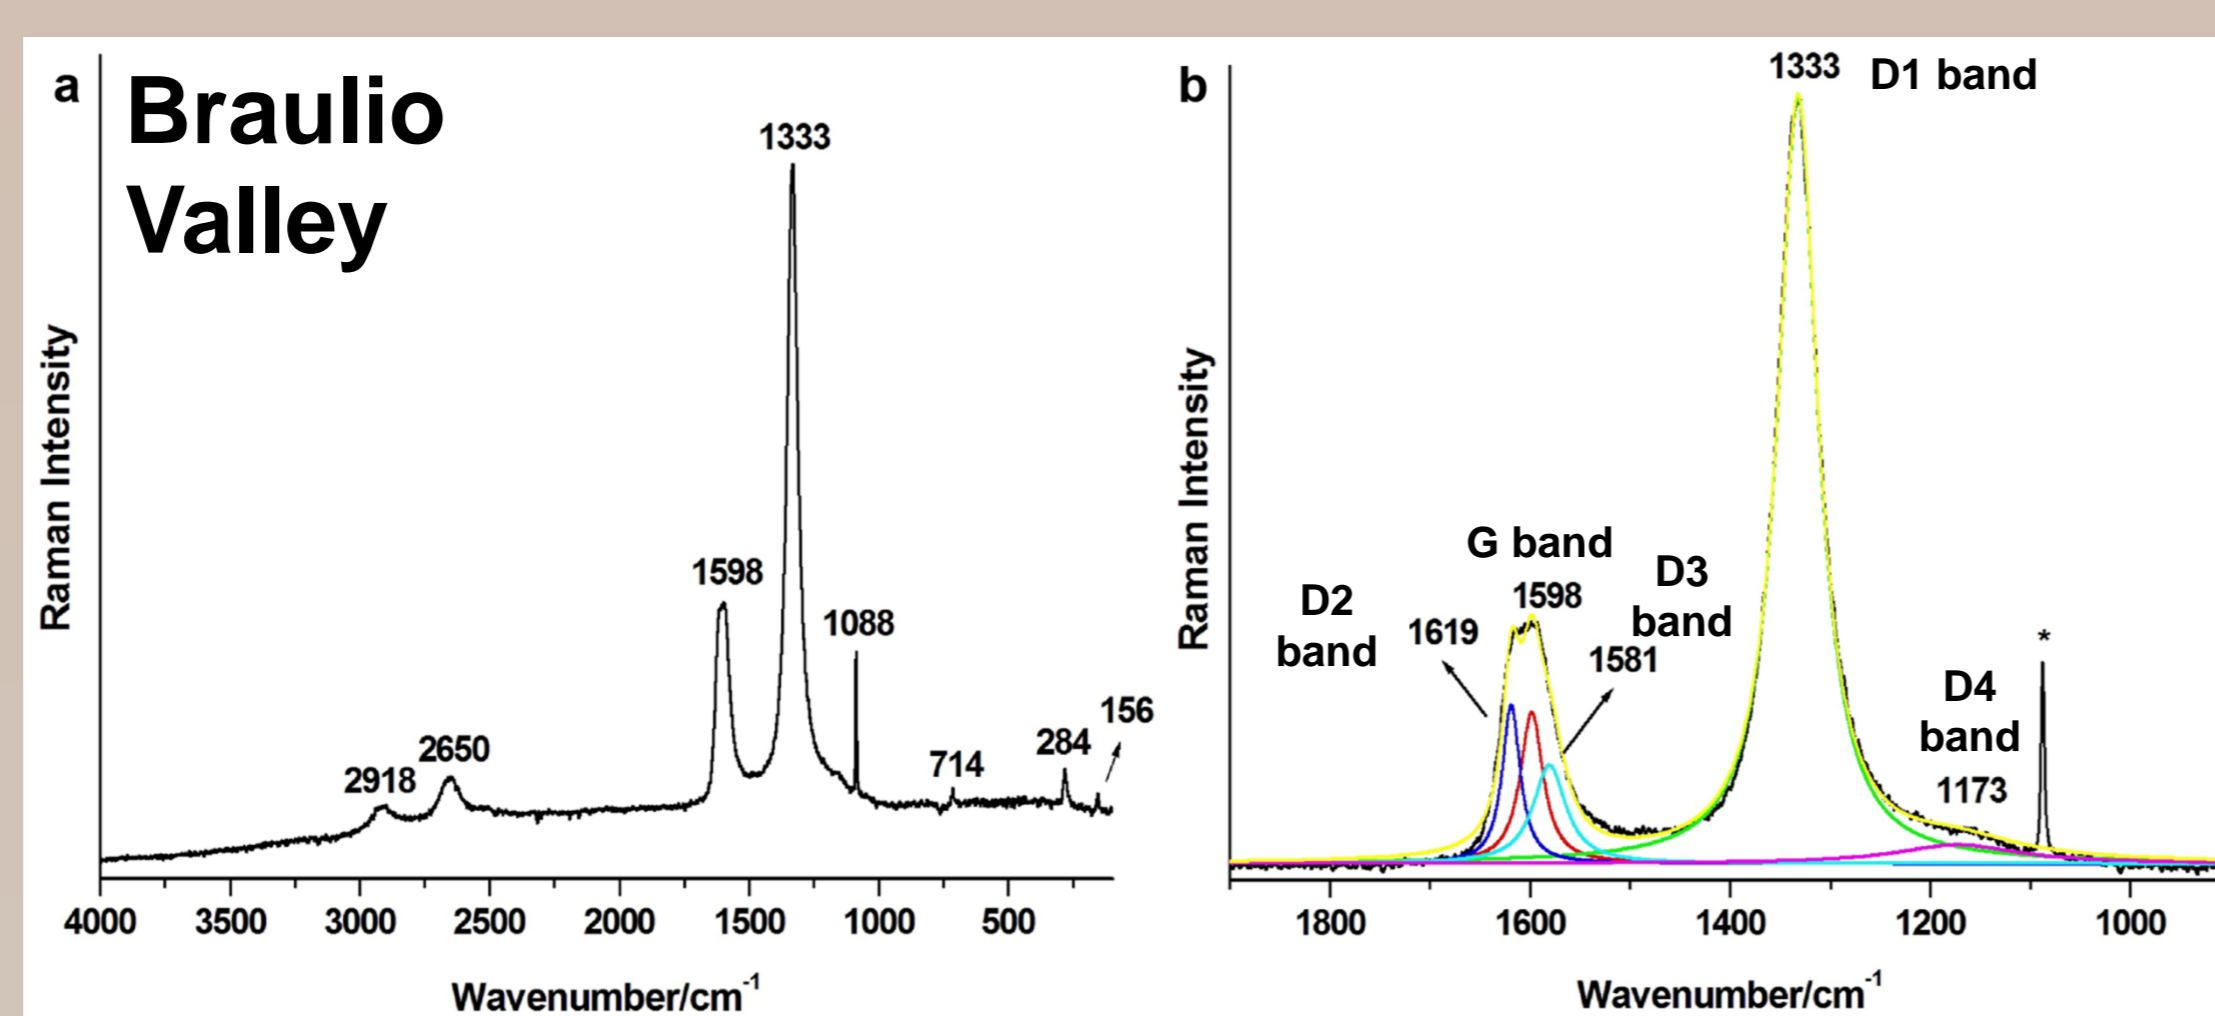 a
Braulio
Valley
1333
1598
1088
2918
2650
714
284
156
Raman Intensity
4000 3500 3000 2500 2000 1500 1000 500
Wavenumber/cm-1
b
1333 D1 band
G band
1598
D2
band
1619
D3
band
1581
D4
band
1173
*
Raman Intensity
1800 1600 1400 1200 1000
Wavenumber/cm-1